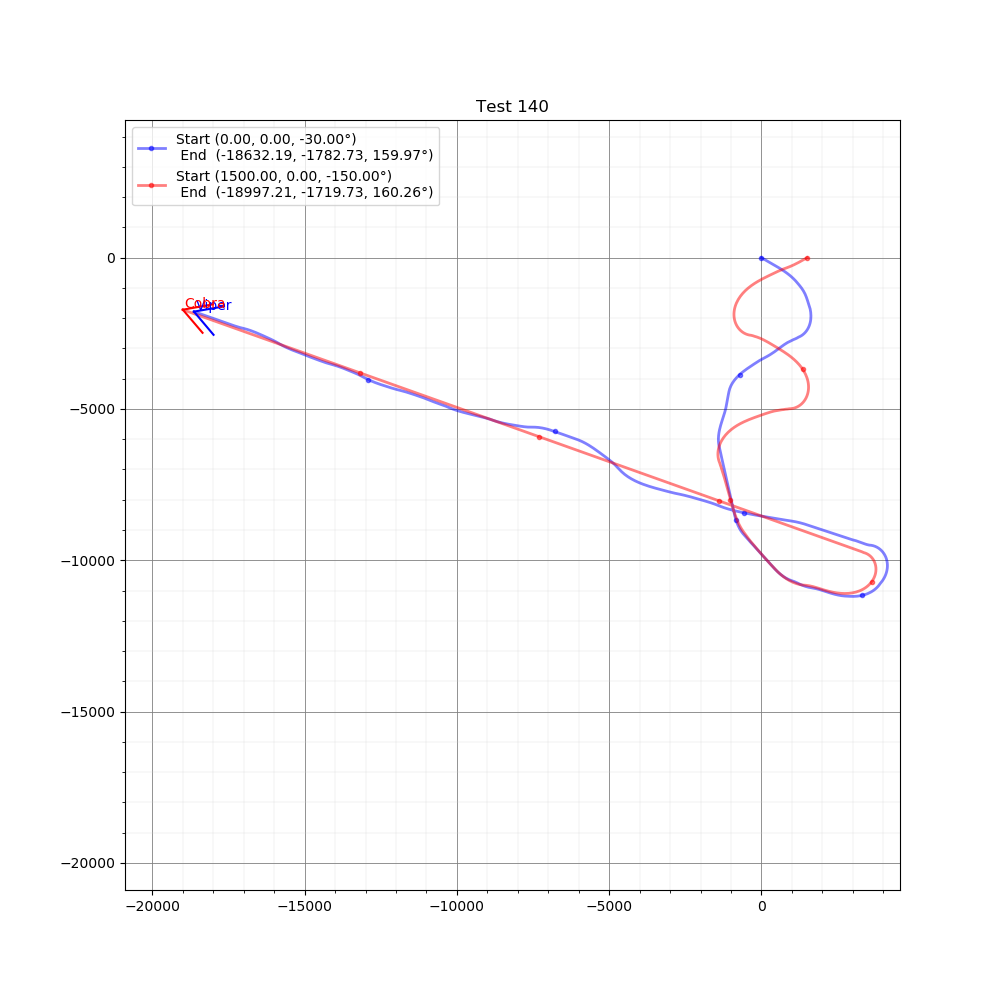 Test 140
Start (0.00, 0.00, -30.00°)
End (-18632.19, -1782.73, 159.97°)
Start (1500.00, 0.00, -150.00°)
End (-18997.21, -1719.73, 160.26°)
0
−5000
−10000
−15000
−20000
Cobra
Viper
−20000 −15000 −10000 −5000 0